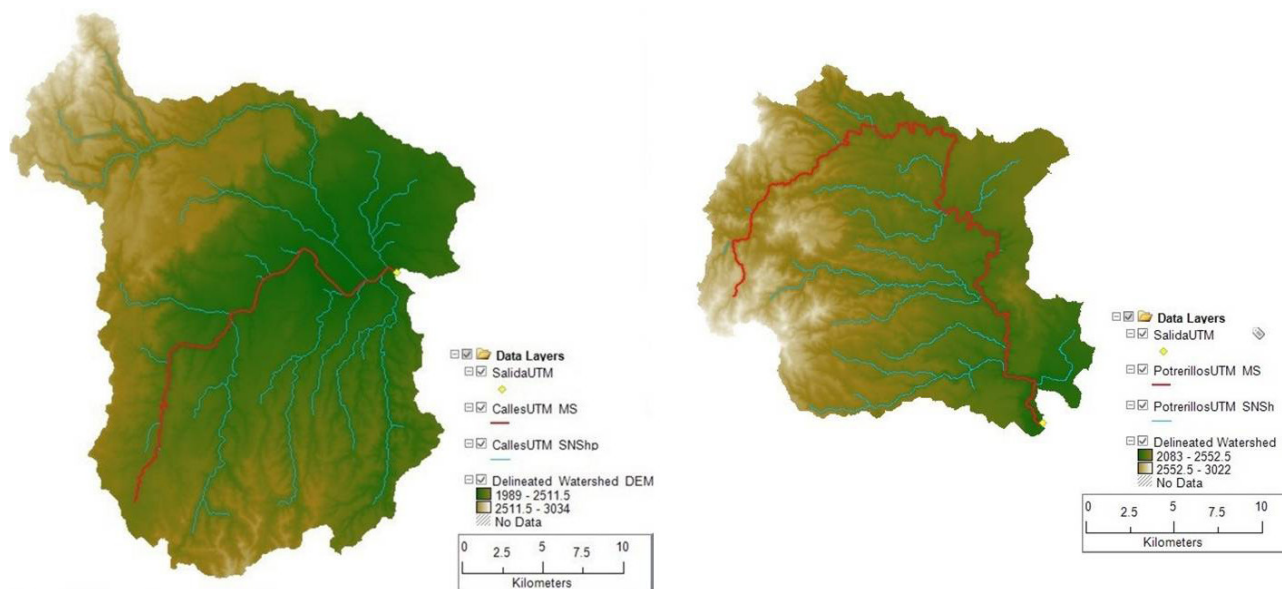 Data Layers
SalidaUTM
CallesUTM MS
CallesUTM SNShp
Delineated Watershed DEM
1989 - 2511.5
2511.5 - 3034
No Data
0 5 10
2.5 7.5
Kilometers
Data Layers
SalidaUTM
PotrerillosUTM MS
PotrerillosUTM SNSh
Delineated Watershed
2083 - 2552.5
2552.5 - 3022
No Data
0 5 10
2.5 7.5
Kilometers